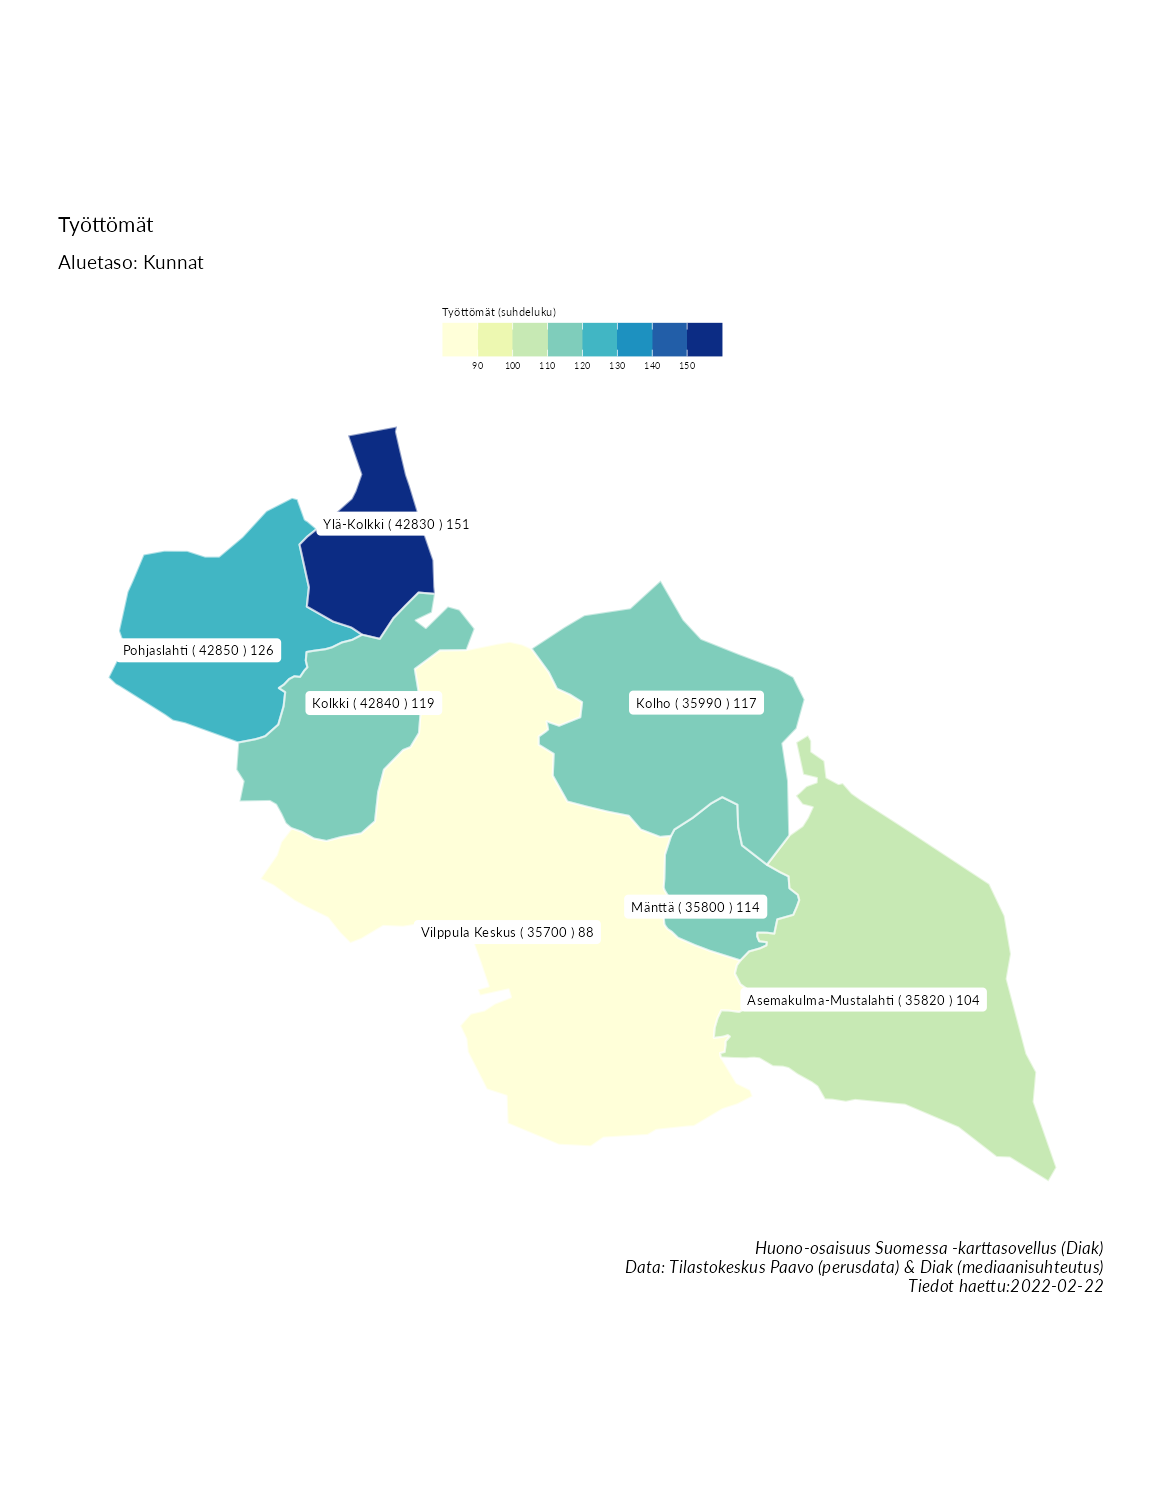 Työttömät
Aluetaso: Kunnat
Työttömät (suhdeluku)
90 100 110 120 130 140 150
Ylä-Kolkki ( 42830 ) 151
Pohjaslahti ( 42850 ) 126
Kolkki ( 42840 ) 119
Kolho ( 35990 ) 117
Mänttä ( 35800 ) 114
Vilppula Keskus ( 35700 ) 88
Asemakulma-Mustalahti ( 35820 ) 104
Huono-osaisuus Suomessa -karttasovellus (Diak)
Data: Tilastokeskus Paavo (perusdata) & Diak (mediaanisuhteutus)
Tiedot haettu:2022-02-22